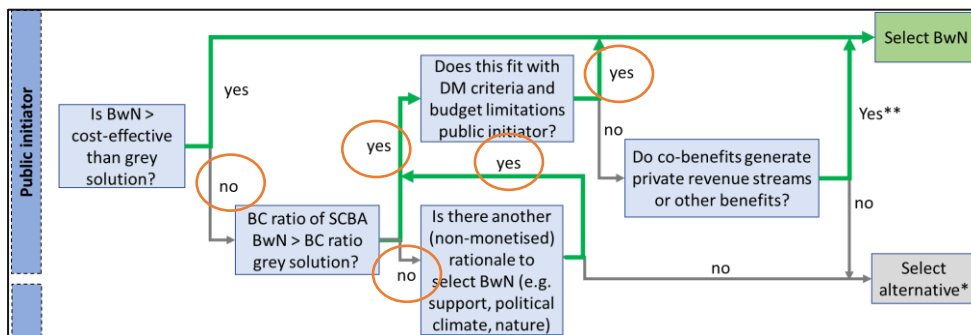 Public initiator
Is BwN >
cost-effective
than grey
solution?
yes
no
BC ratio of SCBA
BwN > BC ratio
grey solution?
yes
no
Does this fit with
DM criteria and
budget limitations
public initiator?
yes
no
Is there another
(non-monetised)
rationale to
select BwN (e.g.
support, political
climate, nature)
yes
no
Do co-benefits generate
private revenue streams
or other benefits?
Yes**
no
Select BwN
Select
alternative*